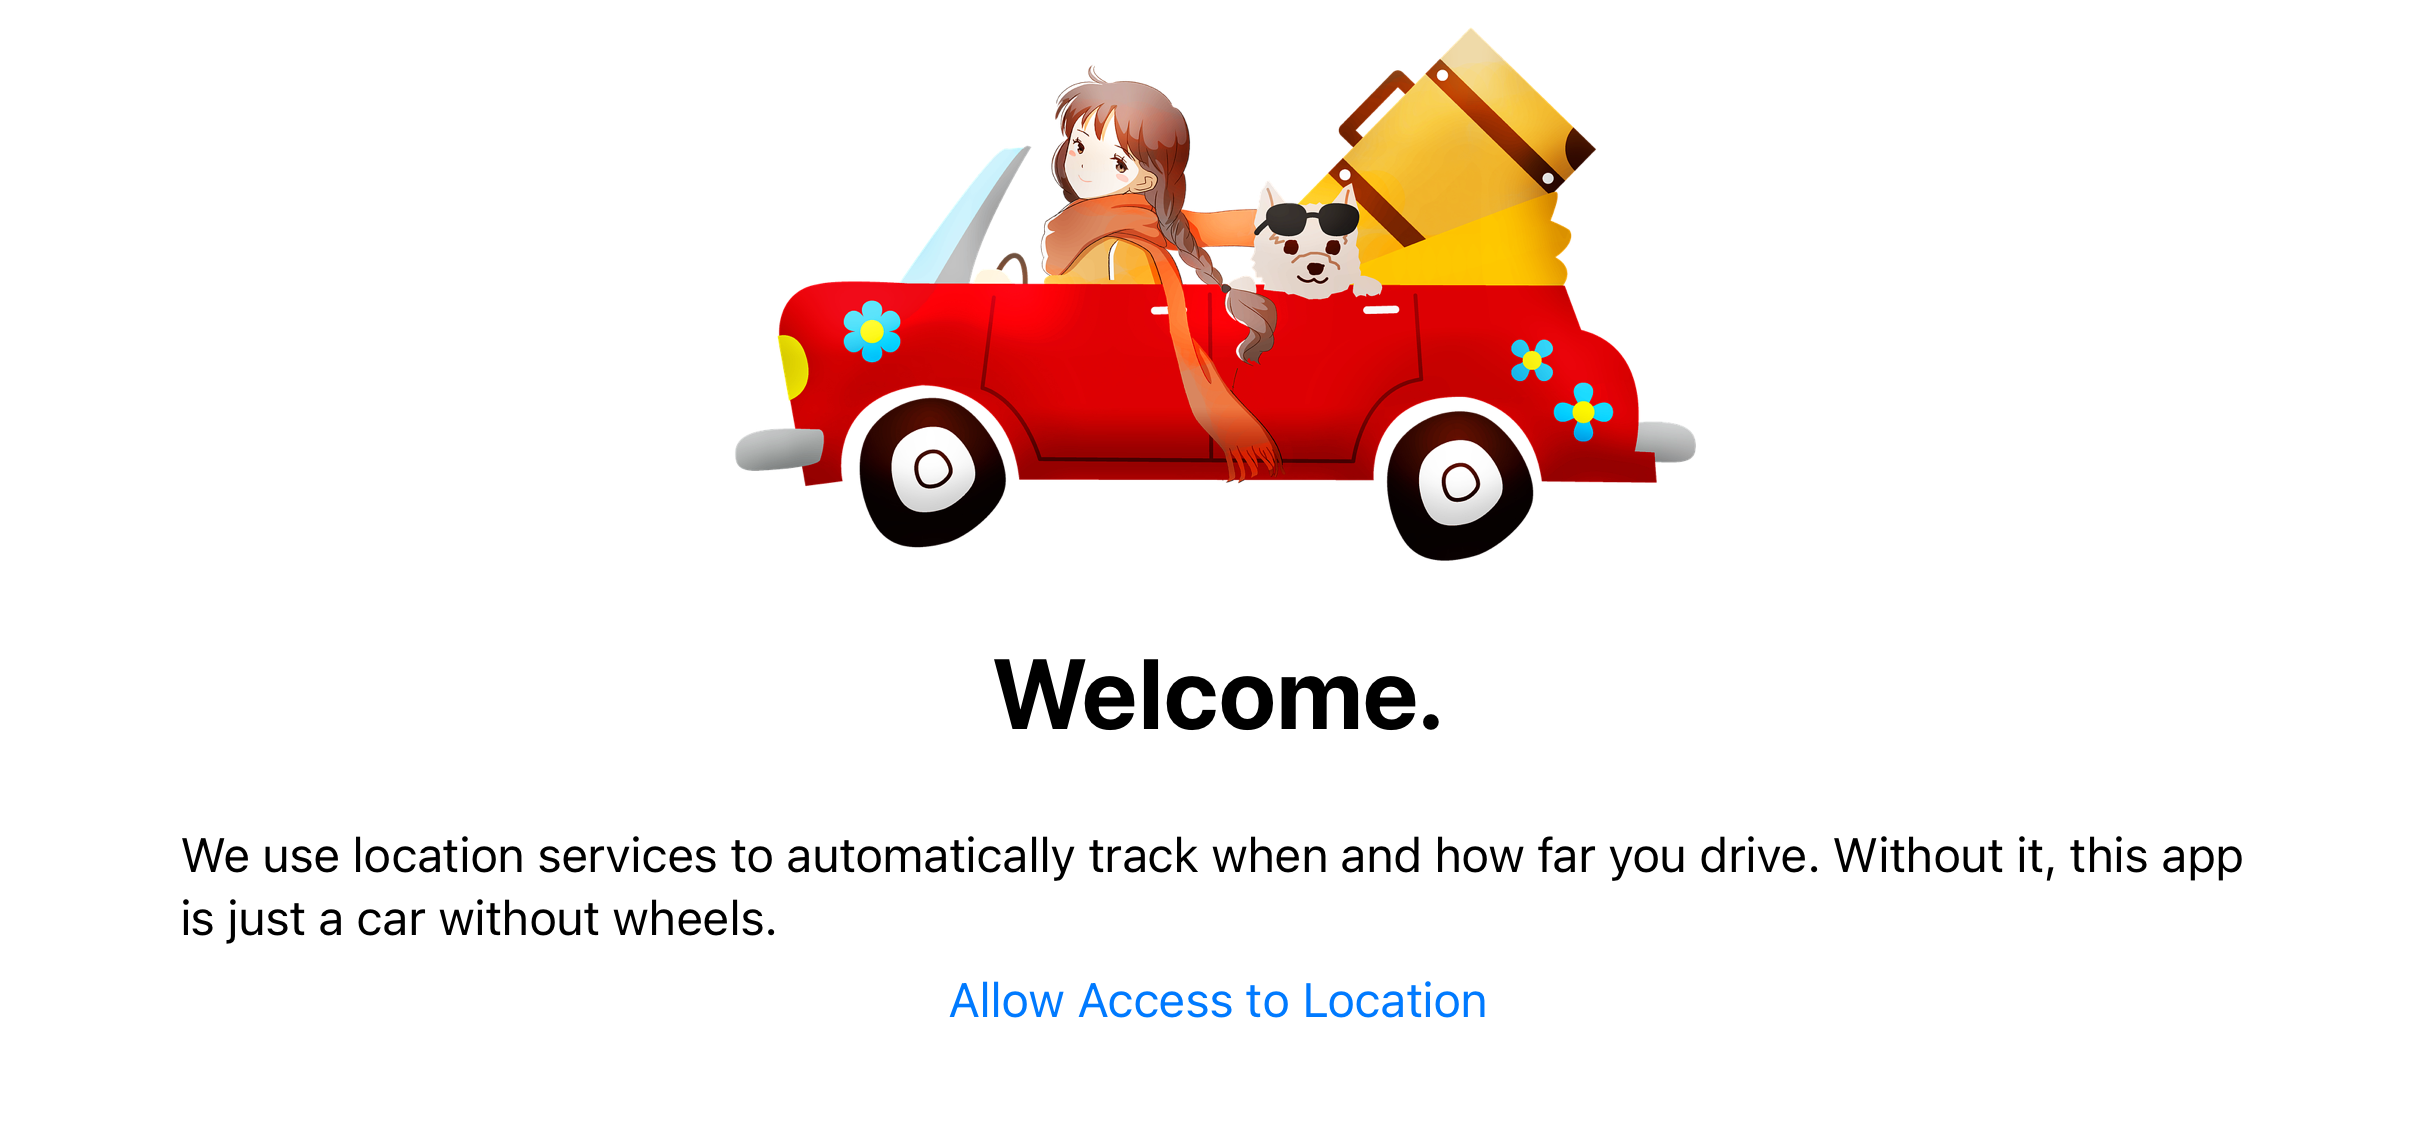 Welcome.
We use location services to automatically track when and how far you drive. Without it, this app
is just a car without wheels.
Allow Access to Location